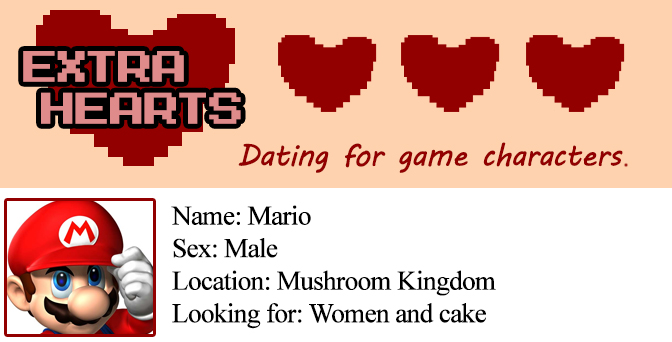 EXTRA
HEARTS
Dating for game characters.
M
Name: Mario
Sex: Male
Location: Mushroom Kingdom
Looking for: Women and cake